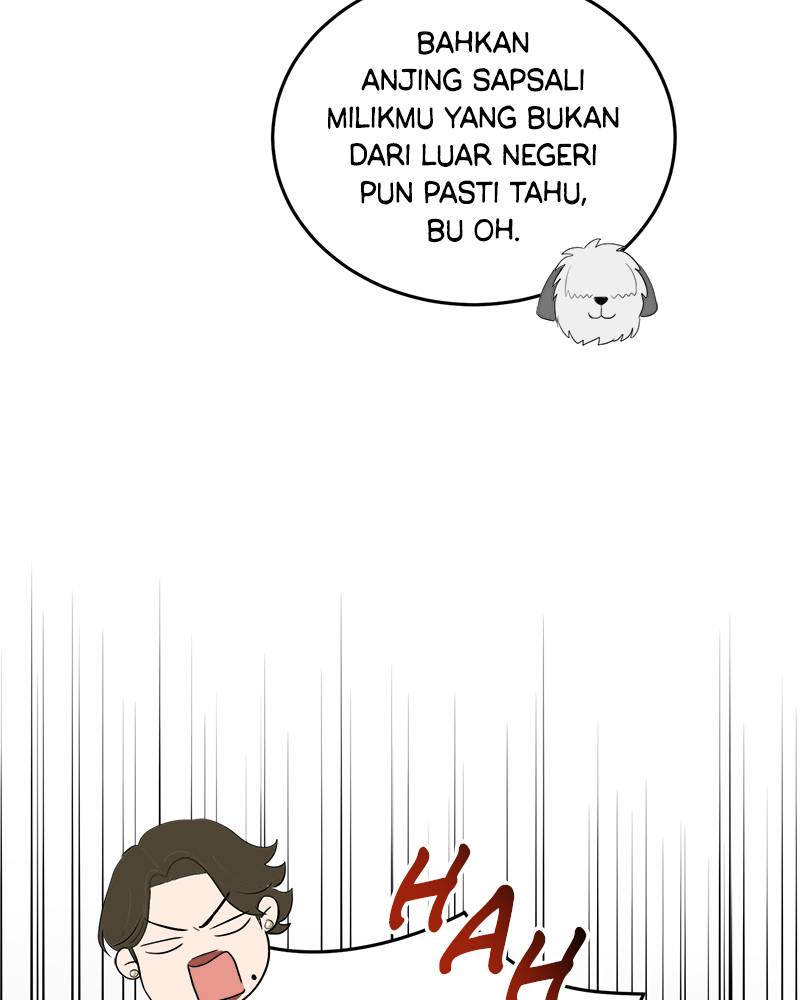 BAHKAN
ANJING SAPSALI
MILIKMU YANG BUKAN
DARI LUAR NEGERI
PUN PASTI TAHU,
BU OH.
HAH